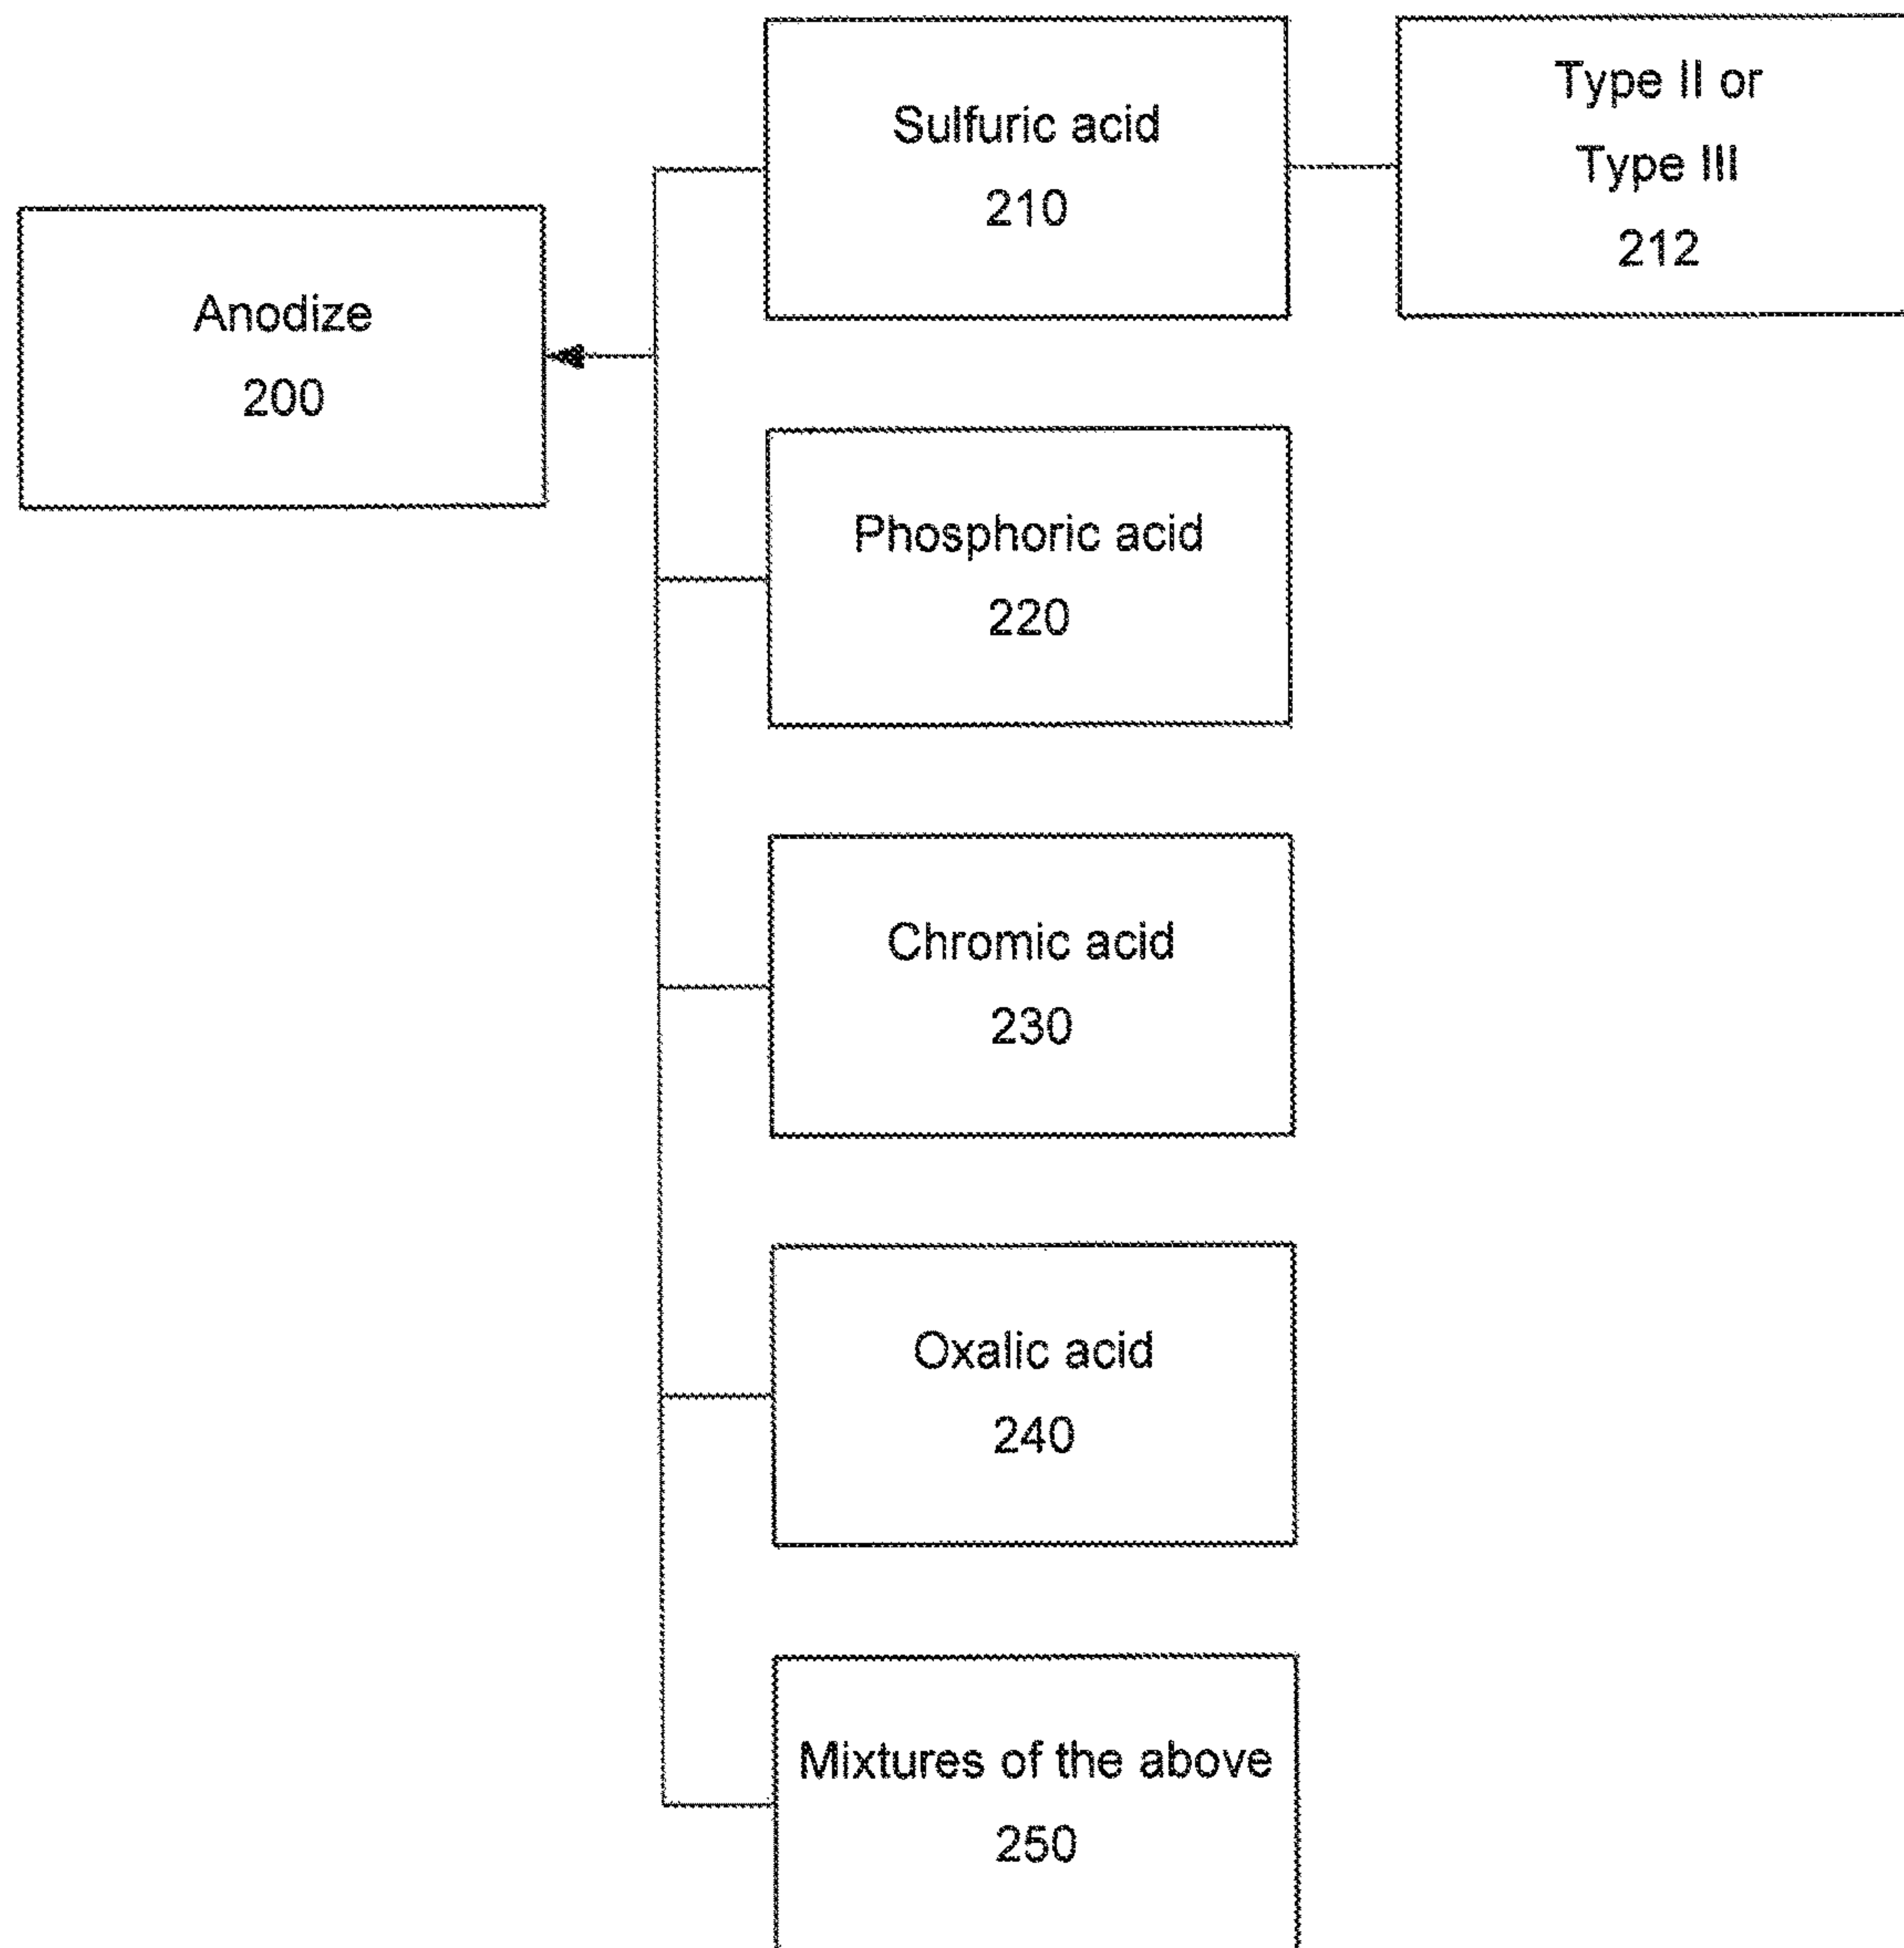 Anodize
200
Sulfuric acid
210
Type II or
Type III
212
Phosphoric acid
220
Chromic acid
230
Oxalic acid
240
Mixtures of the above
250